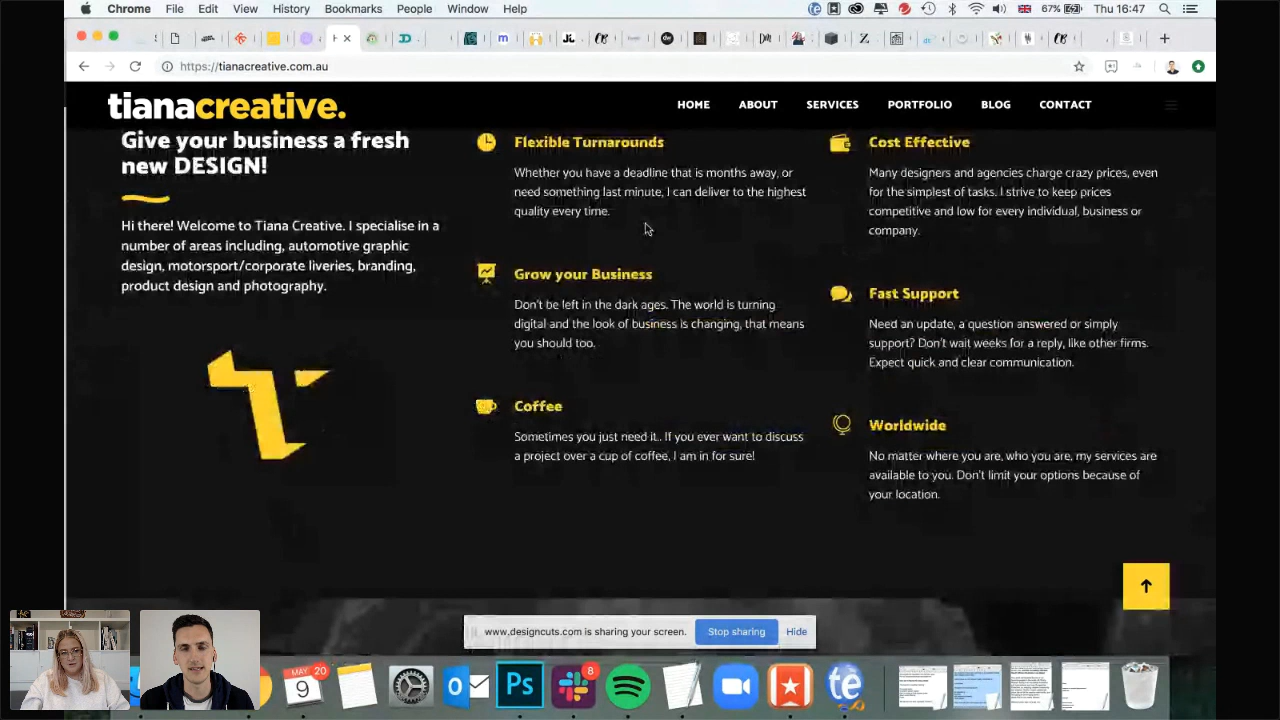 Chrome File Edit View History Bookmarks People Window Help 67% Thu 16:47
https://tianacreative.com.au
tianacreative.
HOME ABOUT SERVICES PORTFOLIO BLOG CONTACT
Give your business a fresh
new DESIGN!
Hi there! Welcome to Tiana Creative. I specialise in a
number of areas including, automotive graphic
design, motorsport/corporate liveries, branding,
product design and photography.
Flexible Turnarounds
Whether you have a deadline that is months away, or
need something last minute, I can deliver to the highest
quality every time.
Grow your Business
Don't be left in the dark ages. The world is turning
digital and the look of business is changing, that means
you should too.
Coffee
Sometimes you just need it.. If you ever want to discuss
a project over a cup of coffee, I am in for sure!
Cost Effective
Many designers and agencies charge crazy prices, even
for the simplest of tasks. I strive to keep prices
competitive and low for every individual, business or
company.
Fast Support
Need an update, a question answered or simply
support? Don't wait weeks for a reply, like other firms.
Expect quick and clear communication.
Worldwide
No matter where you are, who you are, my services are
available to you. Don't limit your options because of
your location.
www.designcuts.com is sharing your screen. Stop sharing Hide
MAY 20
9
Ps
8
te